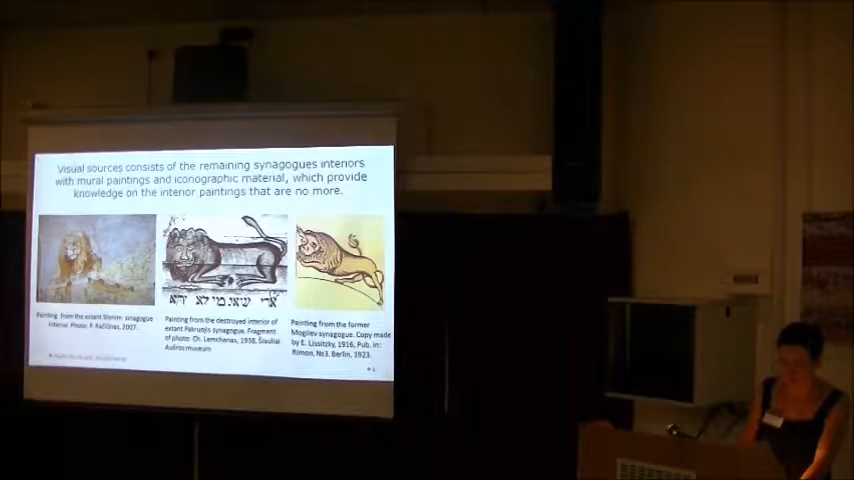 Visual sources consists of the remaining synagogues interiors
with mural paintings and iconographic material, which provide
knowledge on the interior paintings that are no more.
Painting from the extant Slonim synagogue
interior. Photo: P. Račiūnas, 2007.
Painting from the destroyed interior of
extant Pakruojis synagogue. Fragment
of photo: Ch. Lemchenas, 1938, Šiauliai
Aušros museum
Painting from the former
Mogilev synagogue. Copy made
by E. Lissitzky, 1916, Pub. in:
Rimon, №3. Berlin, 1923.